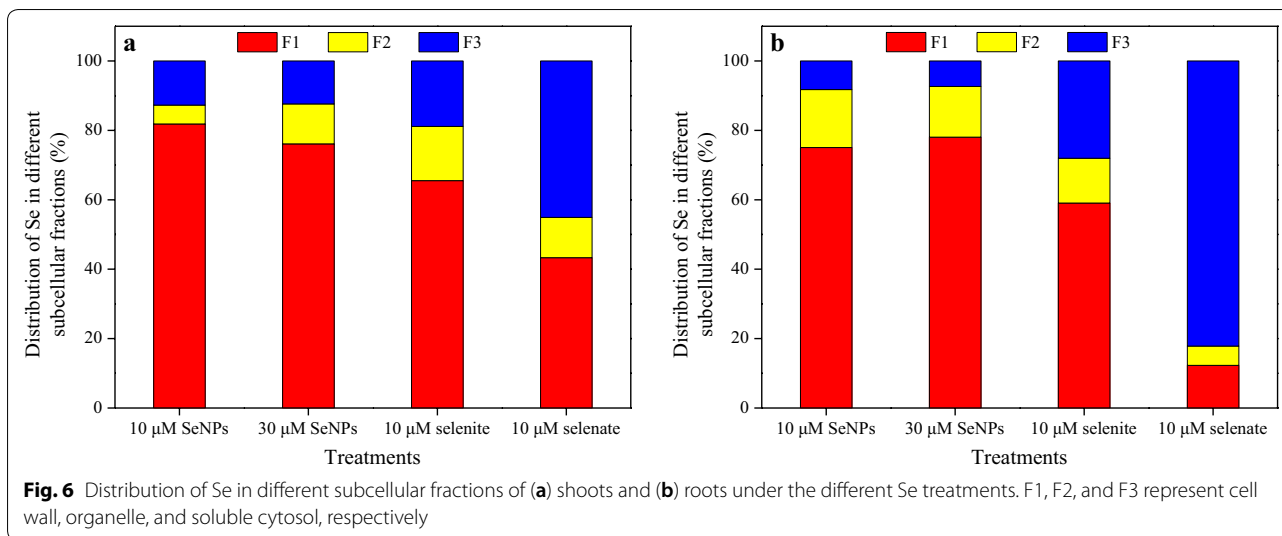 a
F1 F2 F3
Distribution of Se in different
subcellular fractions (%)
100
80
60
40
20
0
10 μM SeNPs 30 μM SeNPs 10 μM selenite 10 μM selenate
Treatments
b
F1 F2 F3
Distribution of Se in different
subcellular fractions (%)
100
80
60
40
20
0
10 μM SeNPs 30 μM SeNPs 10 μM selenite 10 μM selenate
Treatments
Fig. 6 Distribution of Se in different subcellular fractions of (a) shoots and (b) roots under the different Se treatments. F1, F2, and F3 represent cell
wall, organelle, and soluble cytosol, respectively